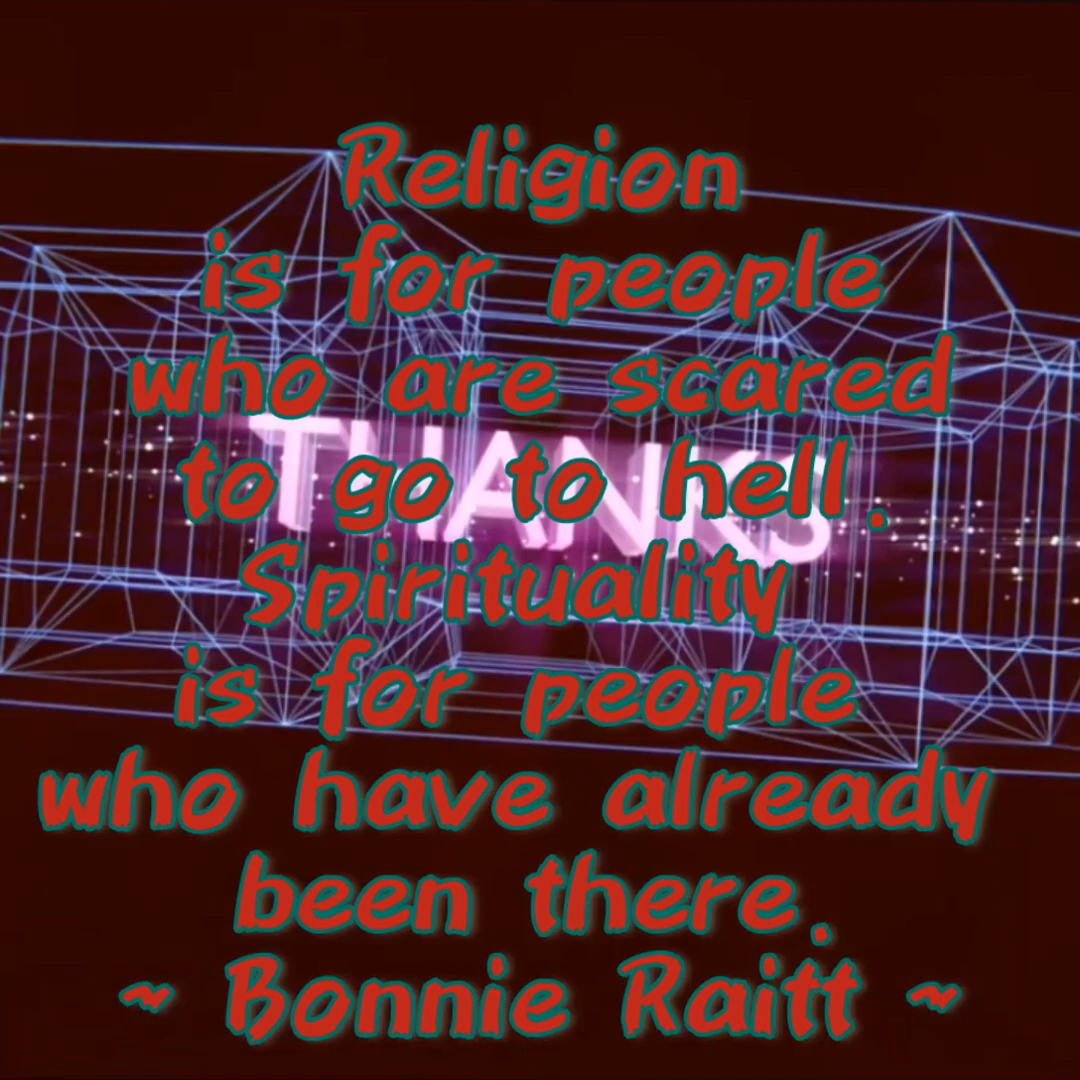 Religion
is for people
who are scared
to go to hell.
THANKS
Spirituality
is for people
who have already
been there.
~ Bonnie Raitt ~